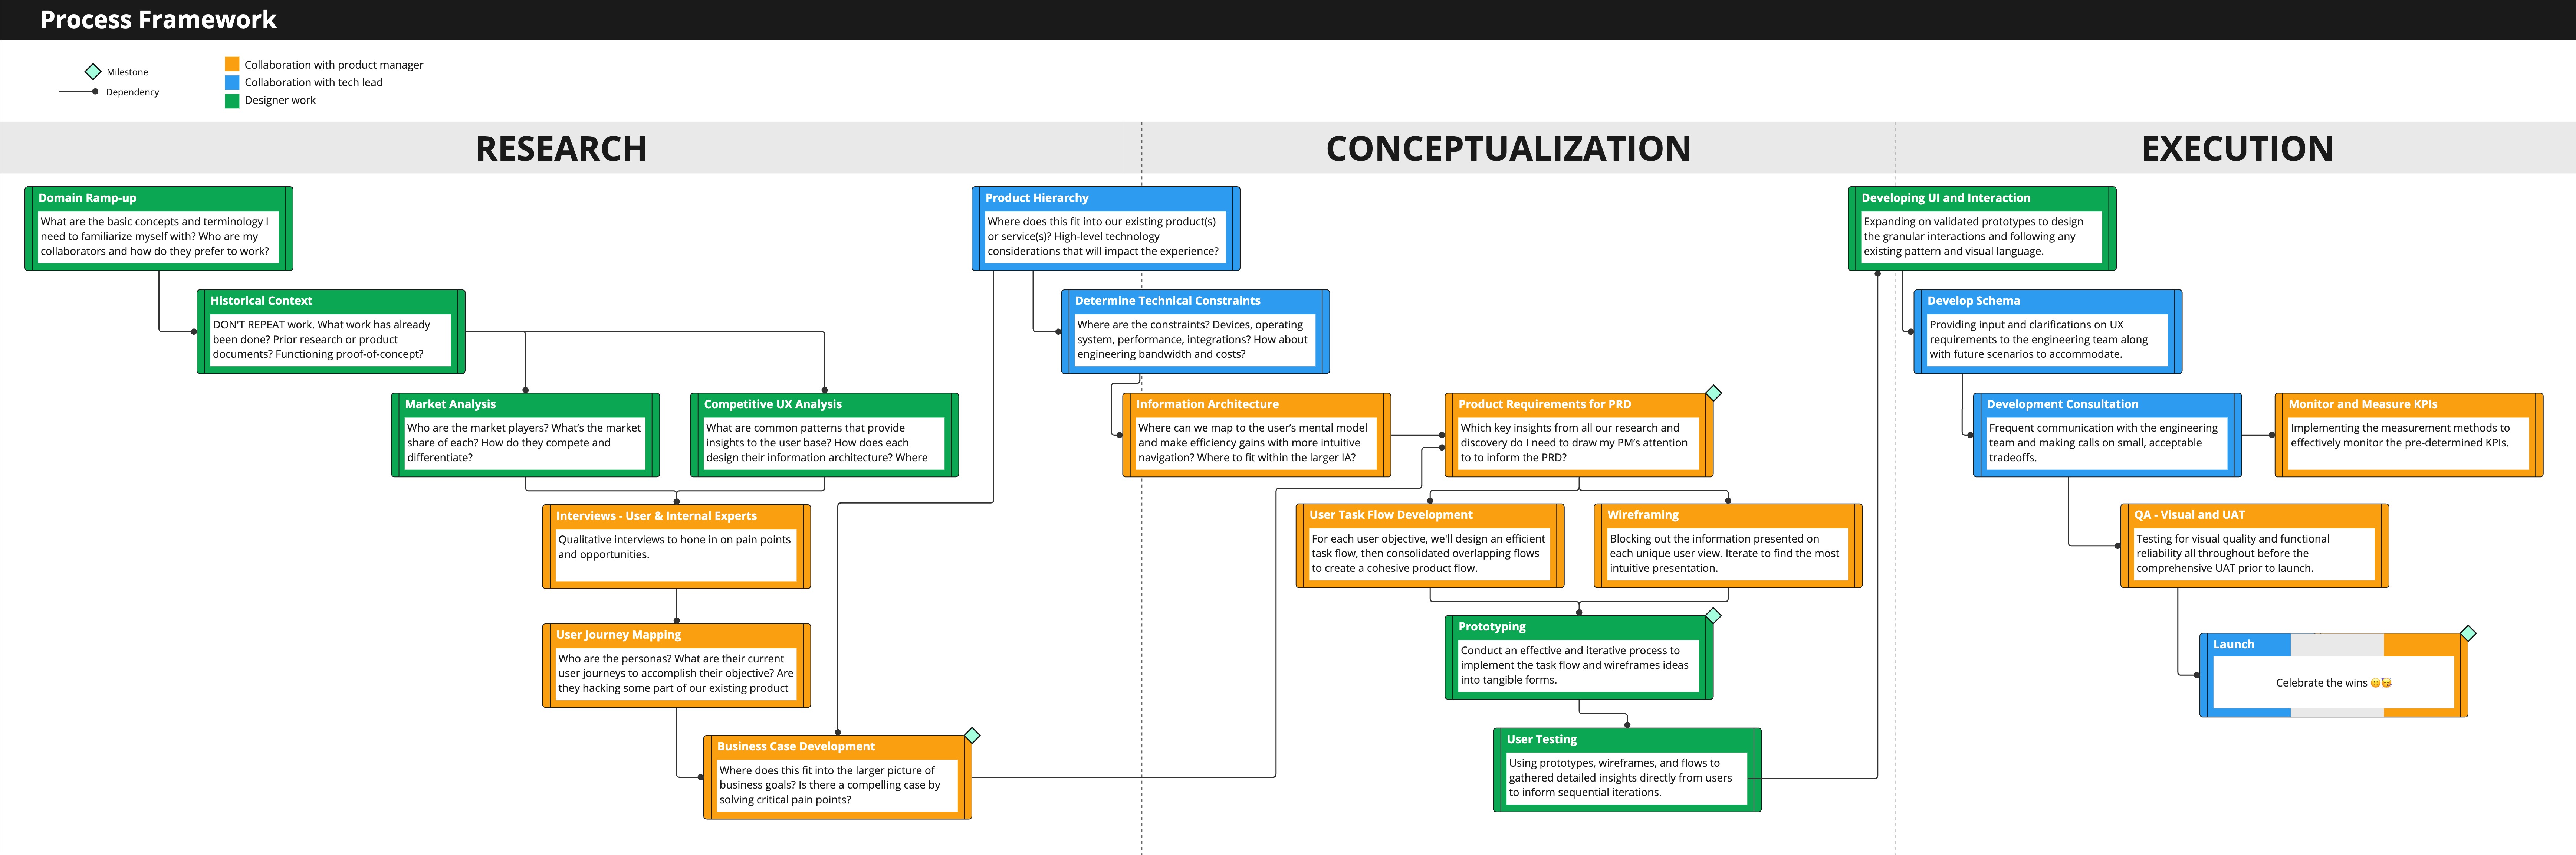 Process Framework
Milestone
Dependency
Collaboration with product manager
Collaboration with tech lead
Designer work
RESEARCH
CONCEPTUALIZATION
EXECUTION
Domain Ramp-up
What are the basic concepts and terminology I
need to familiarize myself with? Who are my
collaborators and how do they prefer to work?
Historical Context
DON'T REPEAT work. What work has already
been done? Prior research or product
documents? Functioning proof-of-concept?
Market Analysis
Who are the market players? What's the market
share of each? How do they compete and
differentiate?
Competitive UX Analysis
What are common patterns that provide
insights to the user base? How does each
design their information architecture? Where
Interviews - User & Internal Experts
Qualitative interviews to hone in on pain points
and opportunities.
User Journey Mapping
Who are the personas? What are their current
user journeys to accomplish their objective? Are
they hacking some part of our existing product
Business Case Development
Where does this fit into the larger picture of
business goals? Is there a compelling case by
solving critical pain points?
Product Hierarchy
Where does this fit into our existing product(s)
or service(s)? High-level technology
considerations that will impact the experience?
Determine Technical Constraints
Where are the constraints? Devices, operating
system, performance, integrations? How about
engineering bandwidth and costs?
Information Architecture
Where can we map to the user's mental model
and make efficiency gains with more intuitive
navigation? Where to fit within the larger IA?
Product Requirements for PRD
Which key insights from all our research and
discovery do I need to draw my PM's attention
to to inform the PRD?
User Task Flow Development
For each user objective, we'll design an efficient
task flow, then consolidated overlapping flows
to create a cohesive product flow.
Wireframing
Blocking out the information presented on
each unique user view. Iterate to find the most
intuitive presentation.
Prototyping
Conduct an effective and iterative process to
implement the task flow and wireframes ideas
into tangible forms.
User Testing
Using prototypes, wireframes, and flows to
gathered detailed insights directly from users
to inform sequential iterations.
Developing UI and Interaction
Expanding on validated prototypes to design
the granular interactions and following any
existing pattern and visual language.
Develop Schema
Providing input and clarifications on UX
requirements to the engineering team along
with future scenarios to accommodate.
Development Consultation
Frequent communication with the engineering
team and making calls on small, acceptable
tradeoffs.
Monitor and Measure KPIs
Implementing the measurement methods to
effectively monitor the pre-determined KPIs.
QA - Visual and UAT
Testing for visual quality and functional
reliability all throughout before the
comprehensive UAT prior to launch.
Launch
Celebrate the wins 😀🥳